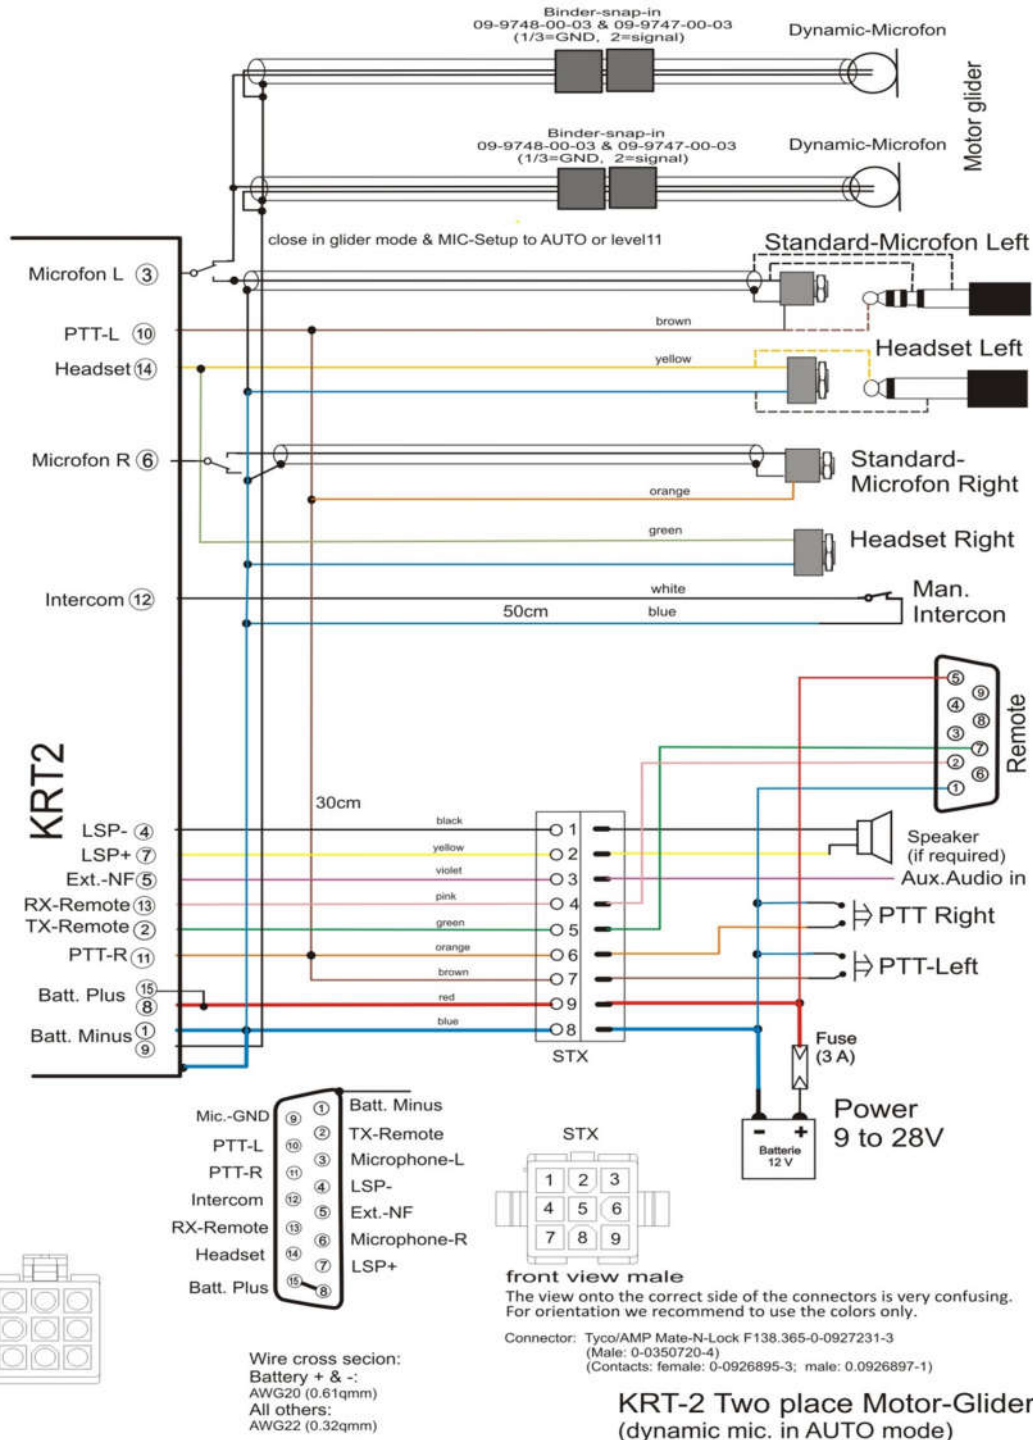 Binder-snap-in
09-9748-00-03 & 09-9747-00-03
(1/3=GND, 2=signal)
Dynamic-Microfon
Motor glider
Binder-snap-in
09-9748-00-03 & 09-9747-00-03
(1/3=GND, 2=signal)
Dynamic-Microfon
close in glider mode & MIC-Setup to AUTO or level11
Standard-Microfon Left
Microfon L 3
brown
PTT-L 10
Headset 14
yellow
Headset Left
Microfon R 6
Standard-
Microfon Right
orange
green
Headset Right
Intercom 12
white
50cm
blue
Man.
Intercon
KRT2
30cm
5
9
4
8
3
7
2
6
1
Remote
LSP- 4
black
1
Speaker
(if required)
LSP+ 7
yellow
2
Ext.-NF 5
violet
3
Aux.Audio in
RX-Remote 13
pink
4
PTT Right
TX-Remote 2
green
5
PTT-R 11
orange
6
PTT-Left
brown
7
Batt. Plus 15
8
red
9
Batt. Minus 1
9
blue
8
STX
Fuse
(3 A)
Power
9 to 28V
- +
Batterie
12 V
Mic.-GND 9
1 Batt. Minus
PTT-L 10
2 TX-Remote
PTT-R 11
3 Microphone-L
Intercom 12
4 LSP-
RX-Remote 13
5 Ext.-NF
Headset 14
6 Microphone-R
Batt. Plus 15
7 LSP+
8
STX
1 2 3
4 5 6
7 8 9
front view male
The view onto the correct side of the connectors is very confusing.
For orientation we recommend to use the colors only.
Connector: Tyco/AMP Mate-N-Lock F138.365-0-0927231-3
(Male: 0-0350720-4)
(Contacts: female: 0-0926895-3; male: 0.0926897-1)
Wire cross secion:
Battery + & -:
AWG20 (0.61qmm)
All others:
AWG22 (0.32qmm)
KRT-2 Two place Motor-Glider
(dynamic mic. in AUTO mode)